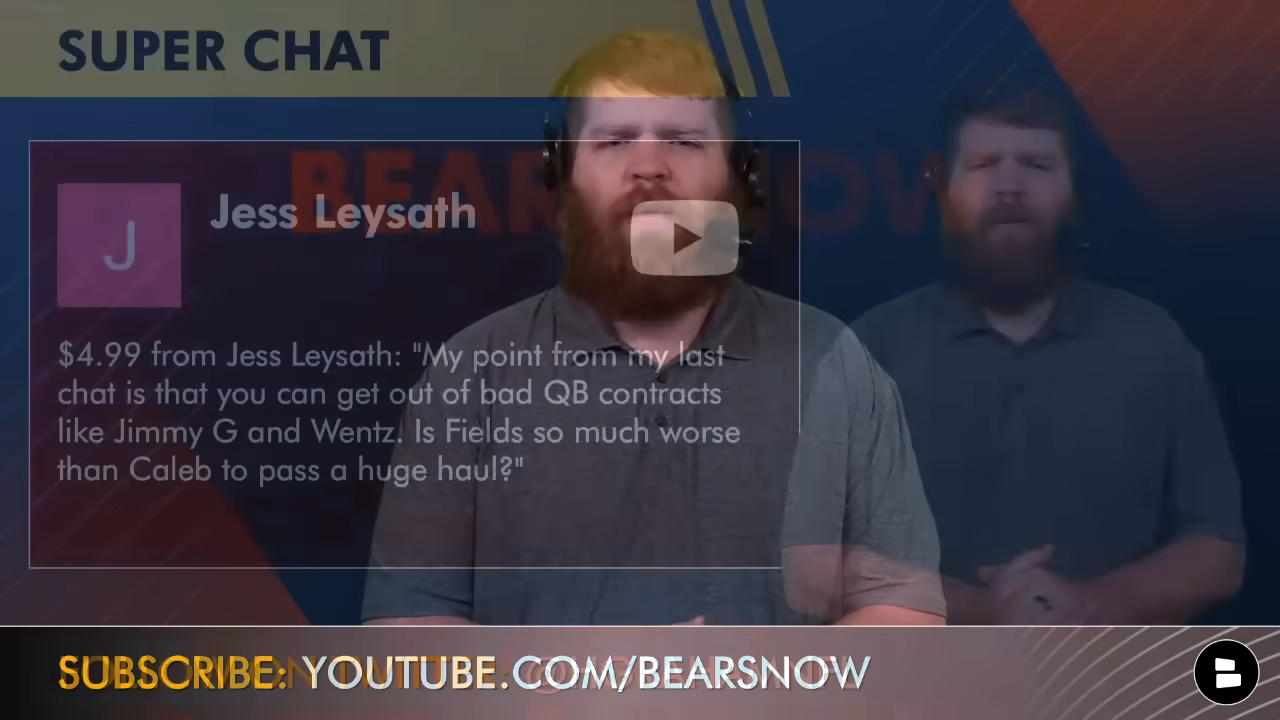 SUPER CHAT
BEARS NOW
J
Jess Leysath
$4.99 from Jess Leysath: "My point from my last
chat is that you can get out of bad QB contracts
like Jimmy G and Wentz. Is Fields so much worse
than Caleb to pass a huge haul?"
SUBSCRIBE: YOUTUBE.COM/BEARSNOW